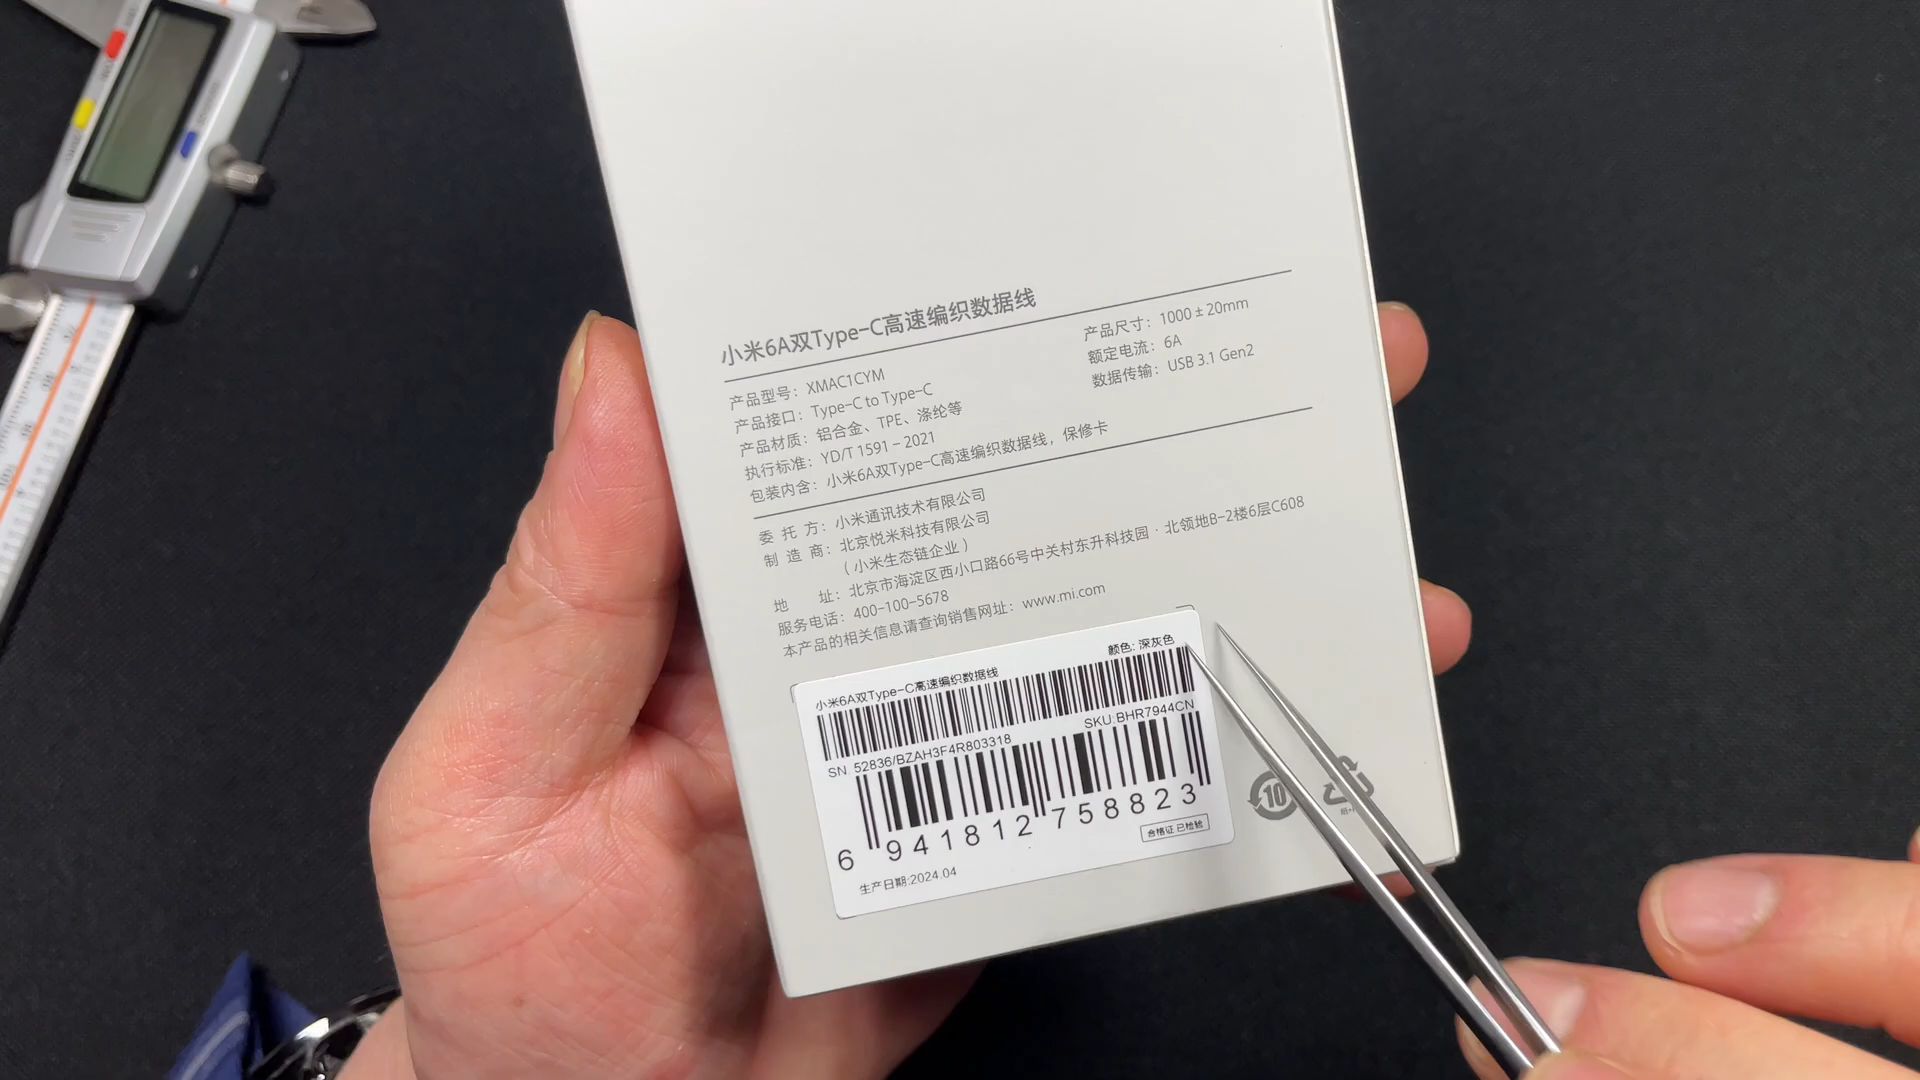 小米6A双Type-C高速编织数据线
产品型号：XMAC1CYM
产品接口：Type-C to Type-C
产品材质：铝合金、TPE、涤纶等
执行标准：YD/T 1591-2021
包装内含：小米6A双Type-C高速编织数据线，保修卡
产品尺寸：1000 ± 20mm
额定电流：6A
数据传输：USB 3.1 Gen2
委 托 方：小米通讯技术有限公司
制 造 商：北京悦米科技有限公司
（小米生态链企业）
地 址：北京市海淀区西小口路66号中关村东升科技园·北领地B-2楼6层C608
服务电话：400-100-5678
本产品的相关信息请查询销售网址：www.mi.com
小米6A双Type-C高速编织数据线 颜色: 深灰色
SN: 52836/BZAH3F4R803318 SKU:BHR7944CN
6 941812 758823
合格证 已检验
生产日期:2024.04
10